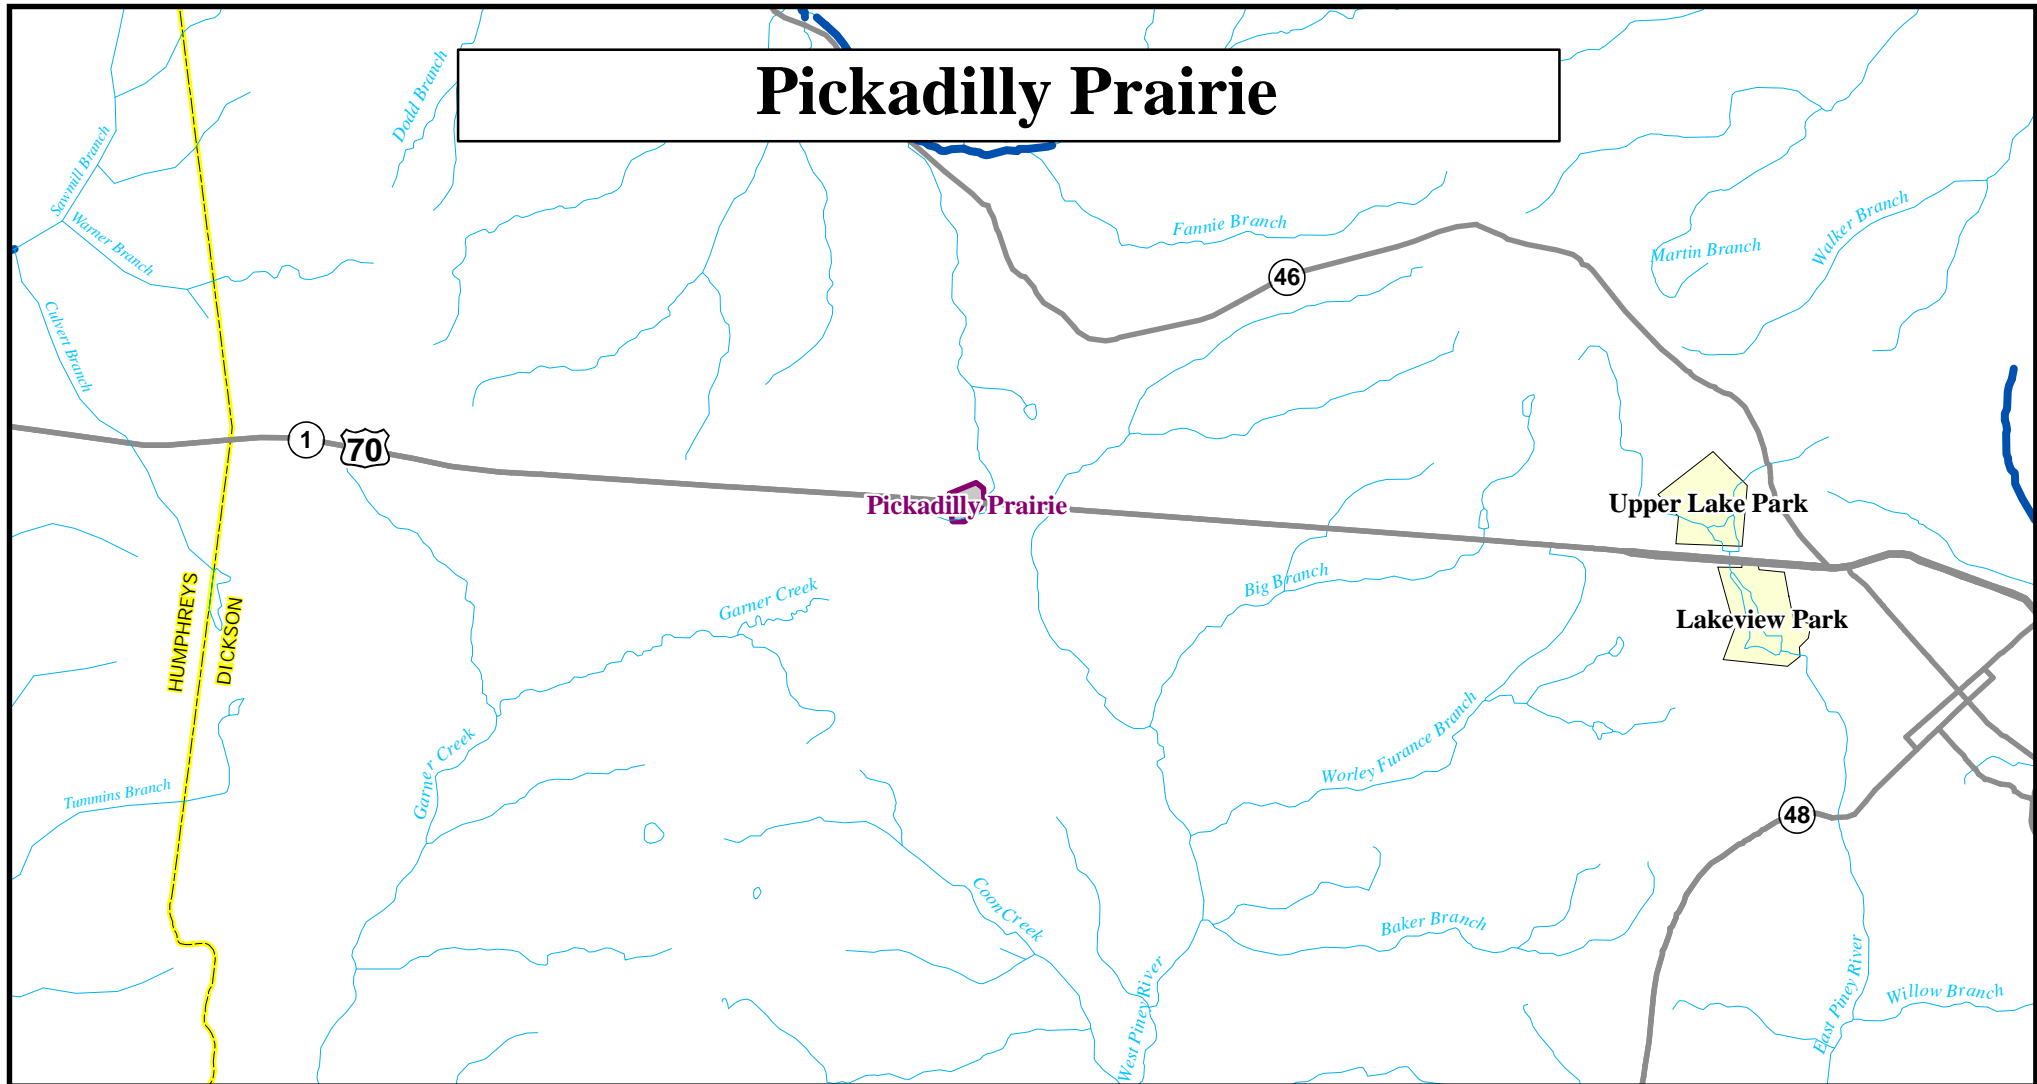 Pickadilly Prairie
Dodd Branch
Sawmill Branch
Warner Branch
Fannie Branch
Martin Branch
Walker Branch
46
Culvert Branch
1
70
Pickadilly Prairie
Upper Lake Park
HUMPHREYS
DICKSON
Garner Creek
Big Branch
Lakeview Park
Garner Creek
Worley Furance Branch
Tummins Branch
48
Coon Creek
Baker Branch
West Piney River
East Piney River
Willow Branch